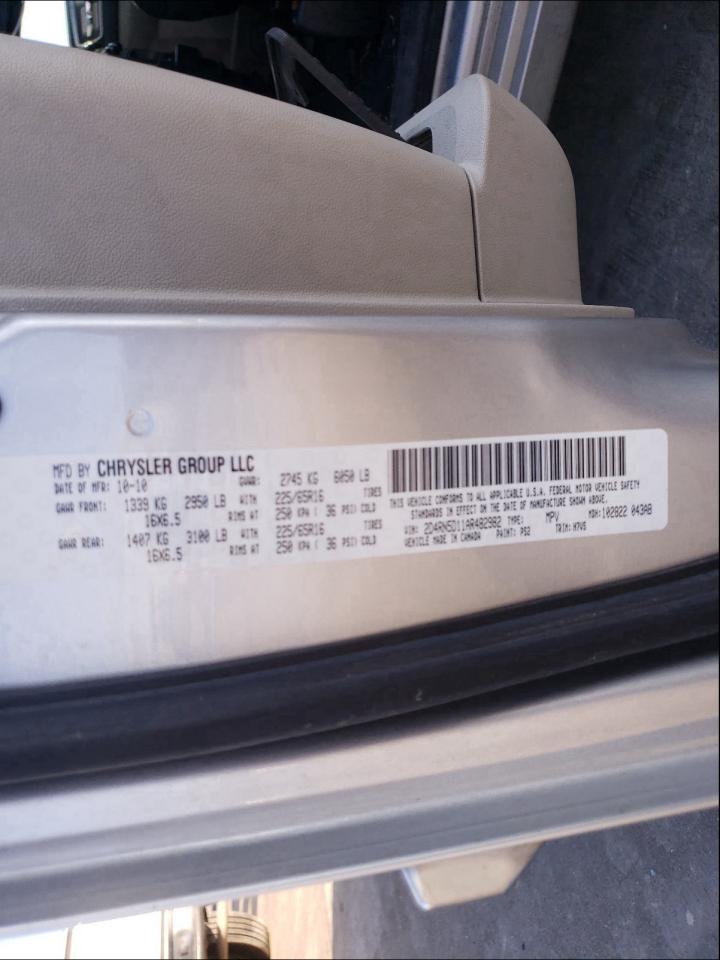 MFD BY CHRYSLER GROUP LLC
DATE OF MFR: 10-10 GVWR: 2745 KG 6050 LB
GAWR FRONT: 1339 KG 2950 LB WITH 225/65R16 TIRES
16X6.5 RIMS AT 250 KPA ( 36 PSI) COLD
GAWR REAR: 1407 KG 3100 LB WITH 225/65R16 TIRES
16X6.5 RIMS AT 250 KPA ( 36 PSI) COLD
THIS VEHICLE CONFORMS TO ALL APPLICABLE U.S.A. FEDERAL MOTOR VEHICLE SAFETY
STANDARDS IN EFFECT ON THE DATE OF MANUFACTURE SHOWN ABOVE.
VIN: 2D4RN5D11AR482982 TYPE: MPV MDH: 102822 043AB
VEHICLE MADE IN CANADA PAINT: PS2 TRIM: M7V5